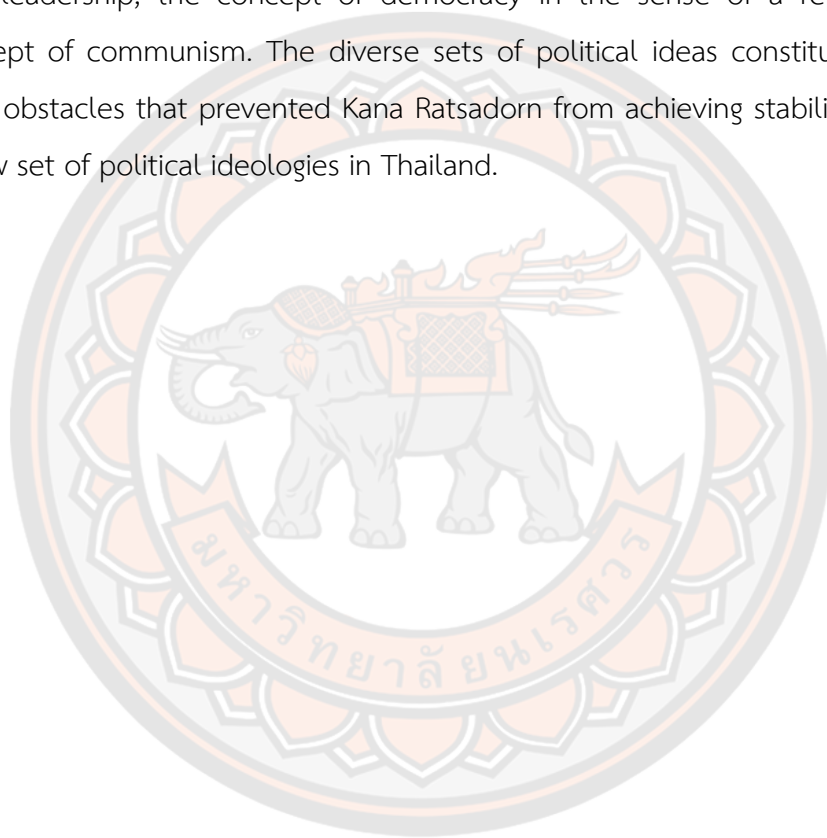 leadership, the concept of democracy in the sense of a
ept of communism. The diverse sets of political ideas
obstacles that prevented Kana Ratsadorn from achieving
set of political ideologies in Thailand.
มหาวิทยาลัยนเรศวร